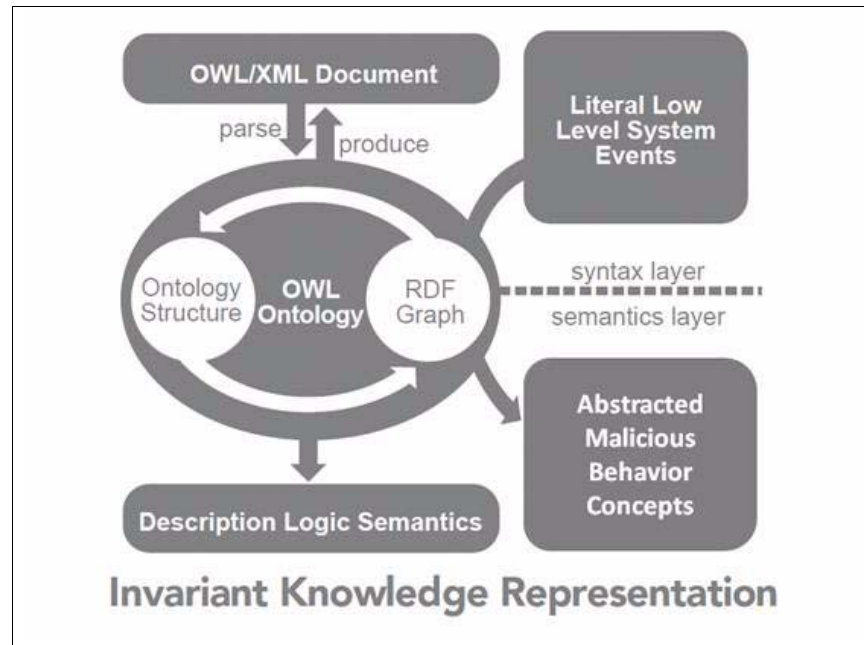 OWL/XML Document
parse
produce
Literal Low
Level System
Events
Ontology
Structure
OWL
Ontology
RDF
Graph
syntax layer
semantics layer
Abstracted
Malicious
Behavior
Concepts
Description Logic Semantics
Invariant Knowledge Representation